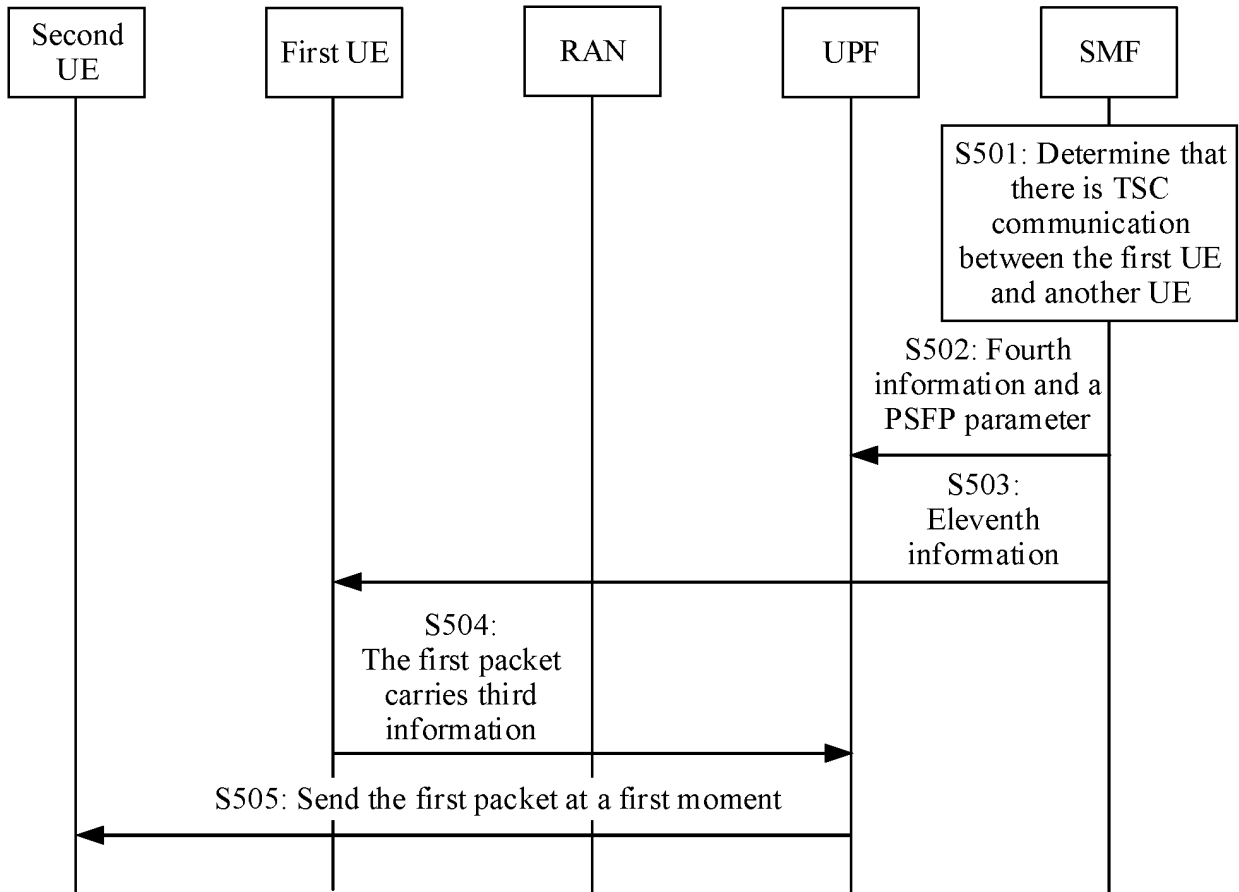 Second
UE
First UE
RAN
UPF
SMF
S501: Determine that
there is TSC
communication
between the first UE
and another UE
S502: Fourth
information and a
PSFP parameter
S503:
Eleventh
information
S504:
The first packet
carries third
information
S505: Send the first packet at a first moment